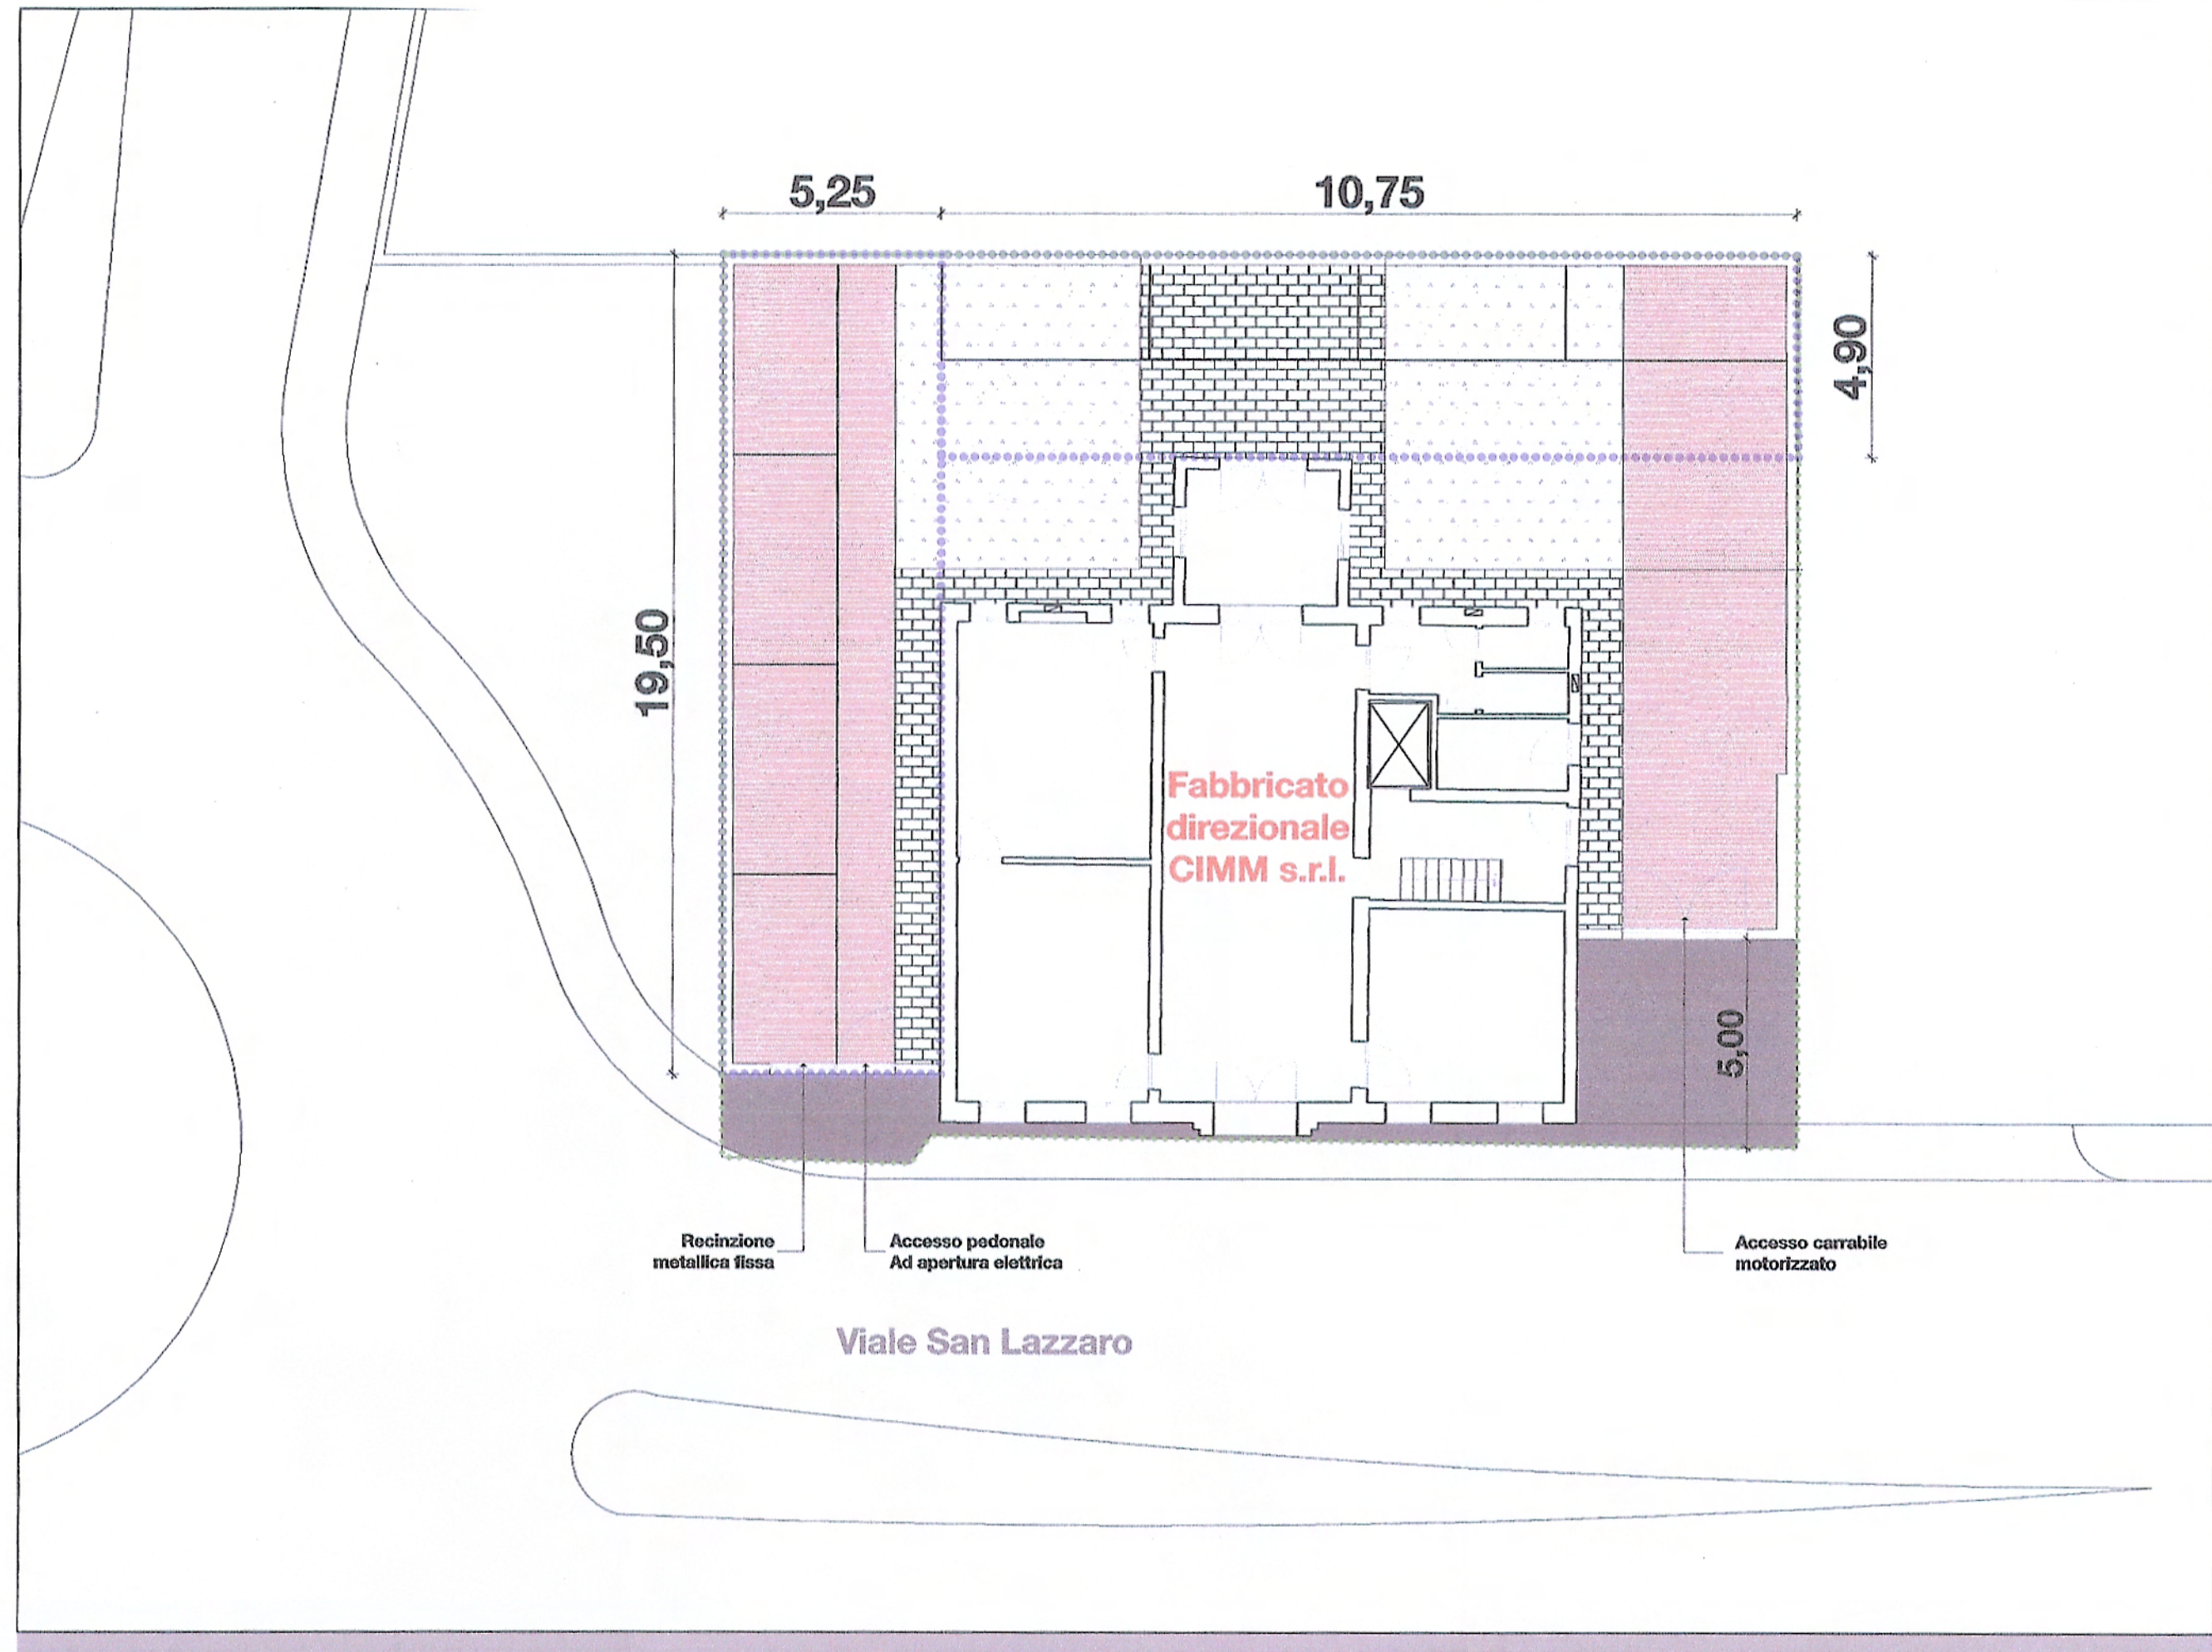 5,25
10,75
4,90
19,50
Fabbricato
direzionale
CIMM s.r.l.
5,00
Recinzione
metallica fissa
Accesso pedonale
Ad apertura elettrica
Accesso carrabile
motorizzato
Viale San Lazzaro